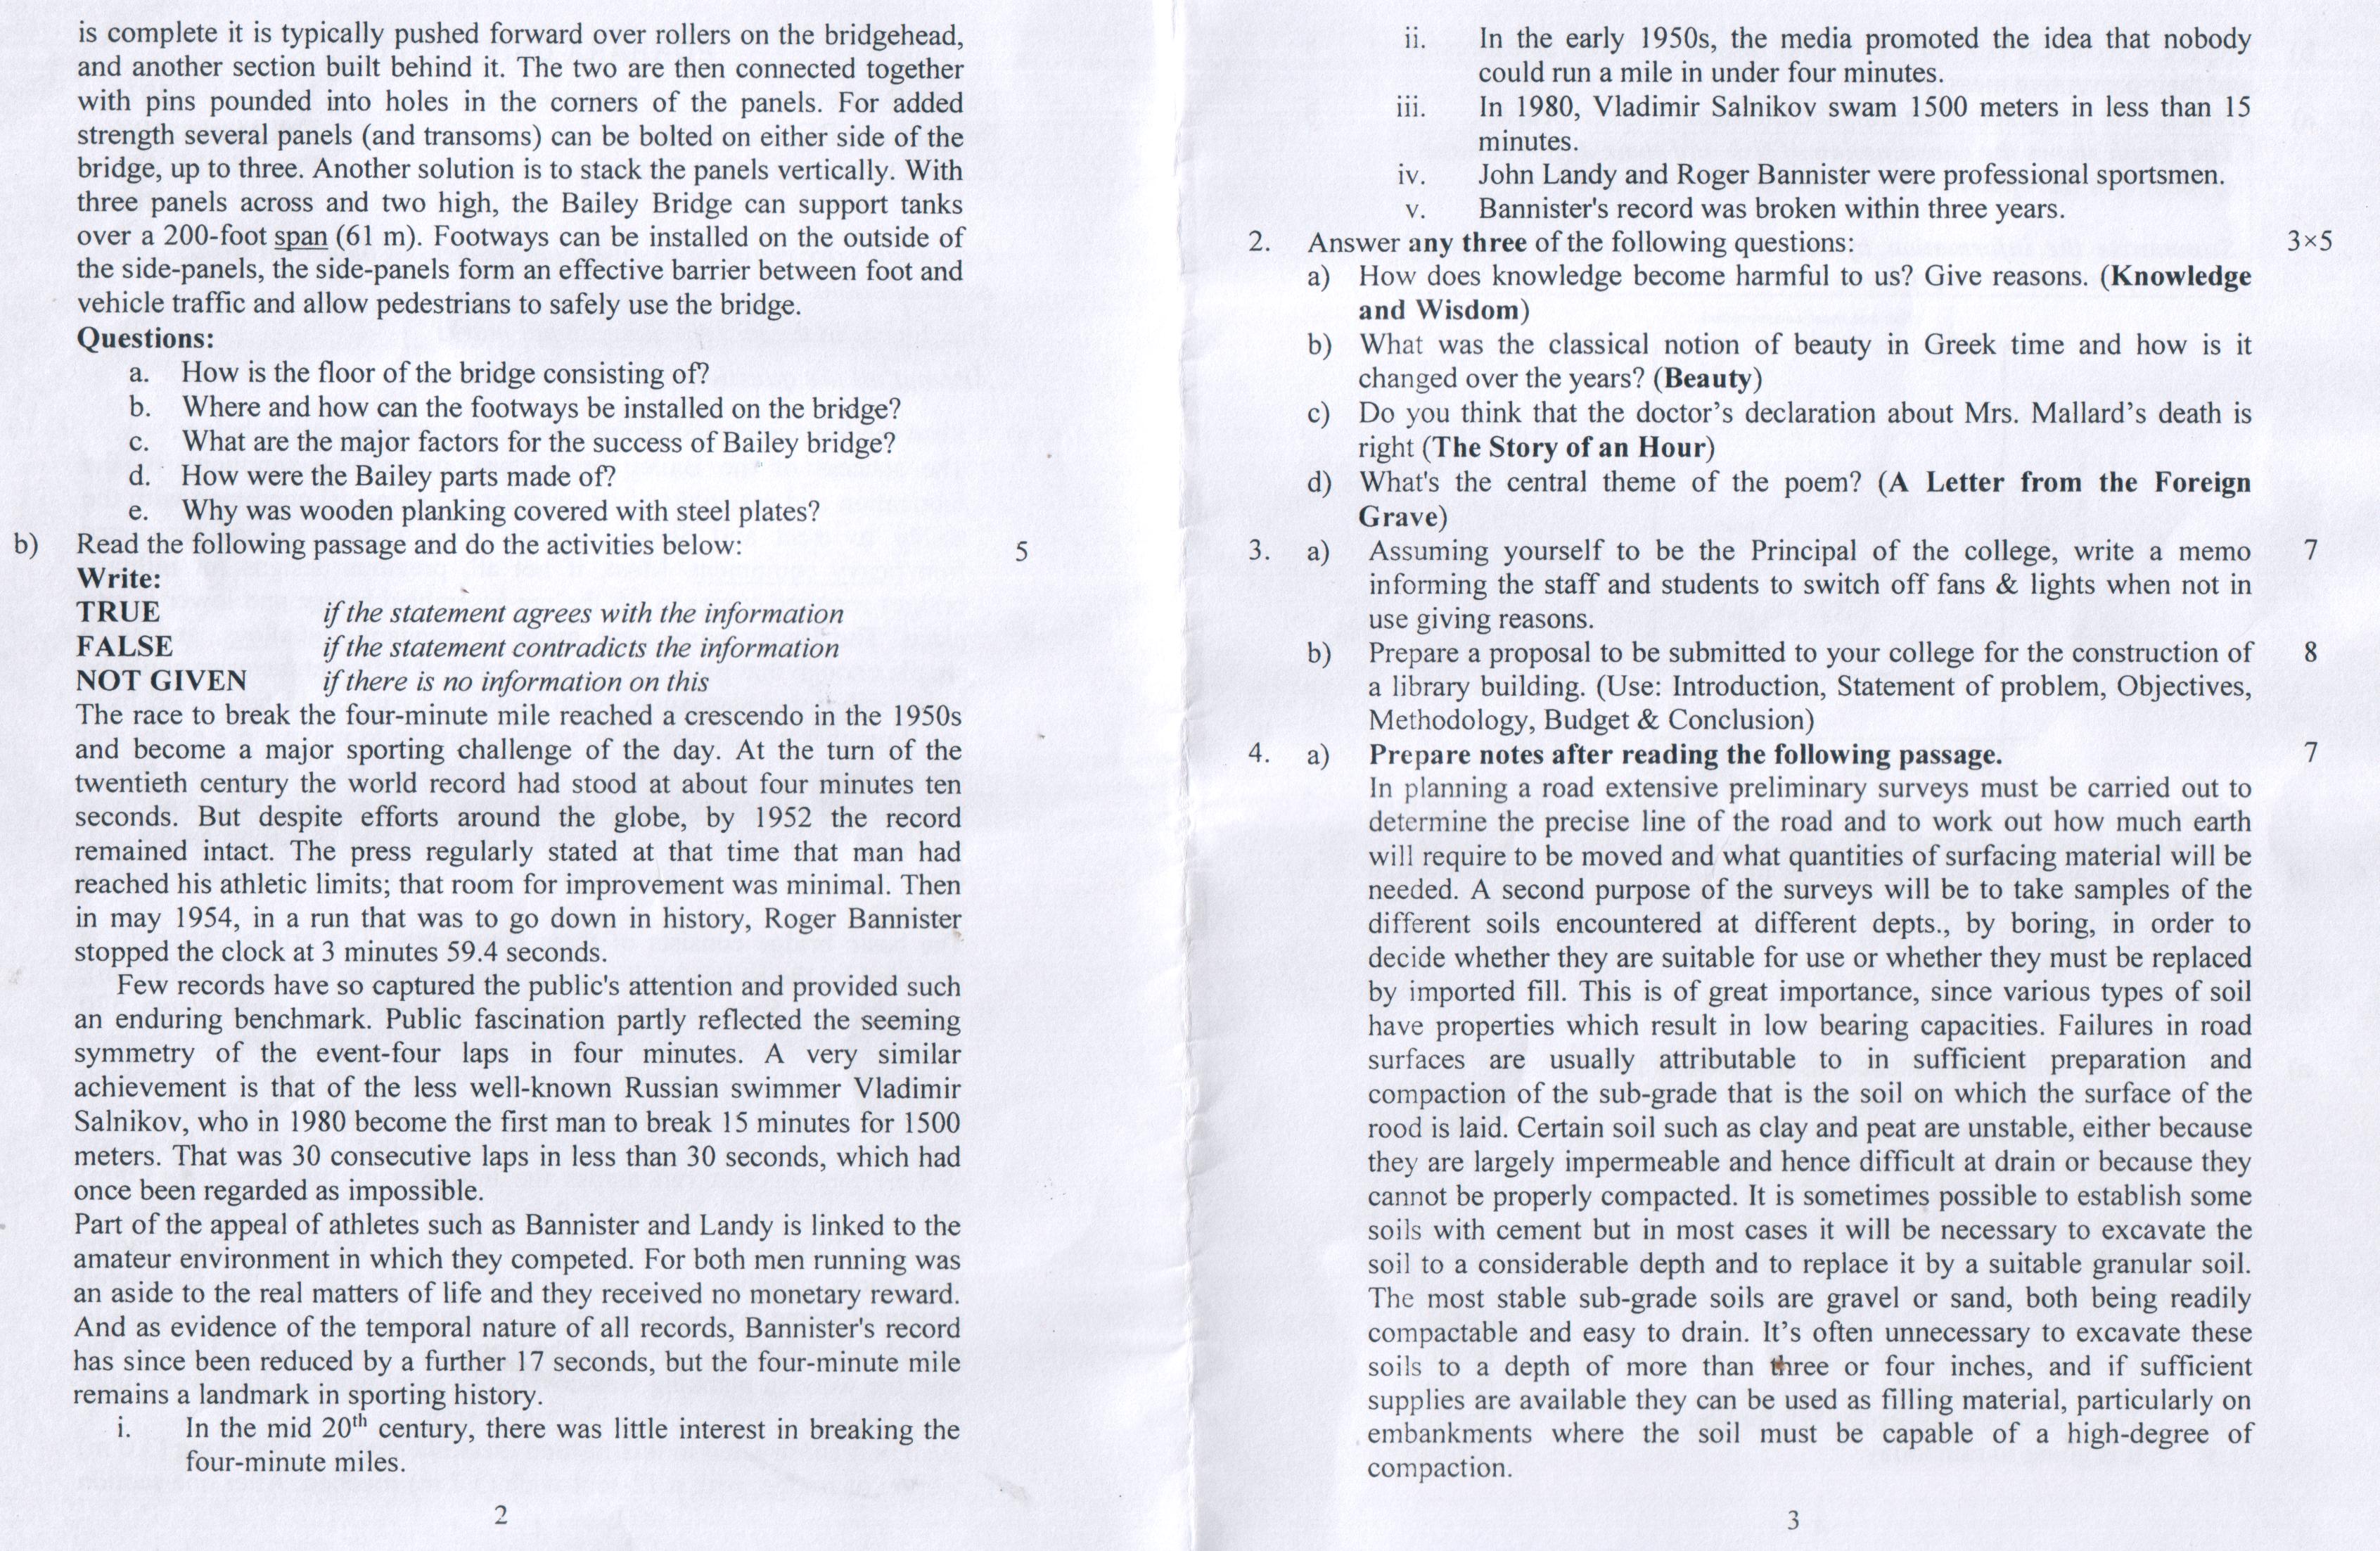 is complete it is typically pushed forward over rollers on the bridgehead,
and another section built behind it. The two are then connected together
with pins pounded into holes in the corners of the panels. For added
strength several panels (and transoms) can be bolted on either side of the
bridge, up to three. Another solution is to stack the panels vertically. With
three panels across and two high, the Bailey Bridge can support tanks
over a 200-foot span (61 m). Footways can be installed on the outside of
the side-panels, the side-panels form an effective barrier between foot and
vehicle traffic and allow pedestrians to safely use the bridge.
Questions:
a. How is the floor of the bridge consisting of?
b. Where and how can the footways be installed on the bridge?
c. What are the major factors for the success of Bailey bridge?
d. How were the Bailey parts made of?
e. Why was wooden planking covered with steel plates?
b) Read the following passage and do the activities below: 5
Write:
TRUE if the statement agrees with the information
FALSE if the statement contradicts the information
NOT GIVEN if there is no information on this
The race to break the four-minute mile reached a crescendo in the 1950s
and become a major sporting challenge of the day. At the turn of the
twentieth century the world record had stood at about four minutes ten
seconds. But despite efforts around the globe, by 1952 the record
remained intact. The press regularly stated at that time that man had
reached his athletic limits; that room for improvement was minimal. Then
in may 1954, in a run that was to go down in history, Roger Bannister
stopped the clock at 3 minutes 59.4 seconds.
Few records have so captured the public's attention and provided such
an enduring benchmark. Public fascination partly reflected the seeming
symmetry of the event-four laps in four minutes. A very similar
achievement is that of the less well-known Russian swimmer Vladimir
Salnikov, who in 1980 become the first man to break 15 minutes for 1500
meters. That was 30 consecutive laps in less than 30 seconds, which had
once been regarded as impossible.
Part of the appeal of athletes such as Bannister and Landy is linked to the
amateur environment in which they competed. For both men running was
an aside to the real matters of life and they received no monetary reward.
And as evidence of the temporal nature of all records, Bannister's record
has since been reduced by a further 17 seconds, but the four-minute mile
remains a landmark in sporting history.
i. In the mid 20th century, there was little interest in breaking the
four-minute miles.
2
ii. In the early 1950s, the media promoted the idea that nobody
could run a mile in under four minutes.
iii. In 1980, Vladimir Salnikov swam 1500 meters in less than 15
minutes.
iv. John Landy and Roger Bannister were professional sportsmen.
v. Bannister's record was broken within three years.
2. Answer any three of the following questions: 3×5
a) How does knowledge become harmful to us? Give reasons. (Knowledge
and Wisdom)
b) What was the classical notion of beauty in Greek time and how is it
changed over the years? (Beauty)
c) Do you think that the doctor's declaration about Mrs. Mallard's death is
right (The Story of an Hour)
d) What's the central theme of the poem? (A Letter from the Foreign
Grave)
3. a) Assuming yourself to be the Principal of the college, write a memo 7
informing the staff and students to switch off fans & lights when not in
use giving reasons.
b) Prepare a proposal to be submitted to your college for the construction of 8
a library building. (Use: Introduction, Statement of problem, Objectives,
Methodology, Budget & Conclusion)
4. a) Prepare notes after reading the following passage. 7
In planning a road extensive preliminary surveys must be carried out to
determine the precise line of the road and to work out how much earth
will require to be moved and what quantities of surfacing material will be
needed. A second purpose of the surveys will be to take samples of the
different soils encountered at different depts., by boring, in order to
decide whether they are suitable for use or whether they must be replaced
by imported fill. This is of great importance, since various types of soil
have properties which result in low bearing capacities. Failures in road
surfaces are usually attributable to in sufficient preparation and
compaction of the sub-grade that is the soil on which the surface of the
rood is laid. Certain soil such as clay and peat are unstable, either because
they are largely impermeable and hence difficult at drain or because they
cannot be properly compacted. It is sometimes possible to establish some
soils with cement but in most cases it will be necessary to excavate the
soil to a considerable depth and to replace it by a suitable granular soil.
The most stable sub-grade soils are gravel or sand, both being readily
compactable and easy to drain. It's often unnecessary to excavate these
soils to a depth of more than three or four inches, and if sufficient
supplies are available they can be used as filling material, particularly on
embankments where the soil must be capable of a high-degree of
compaction.
3